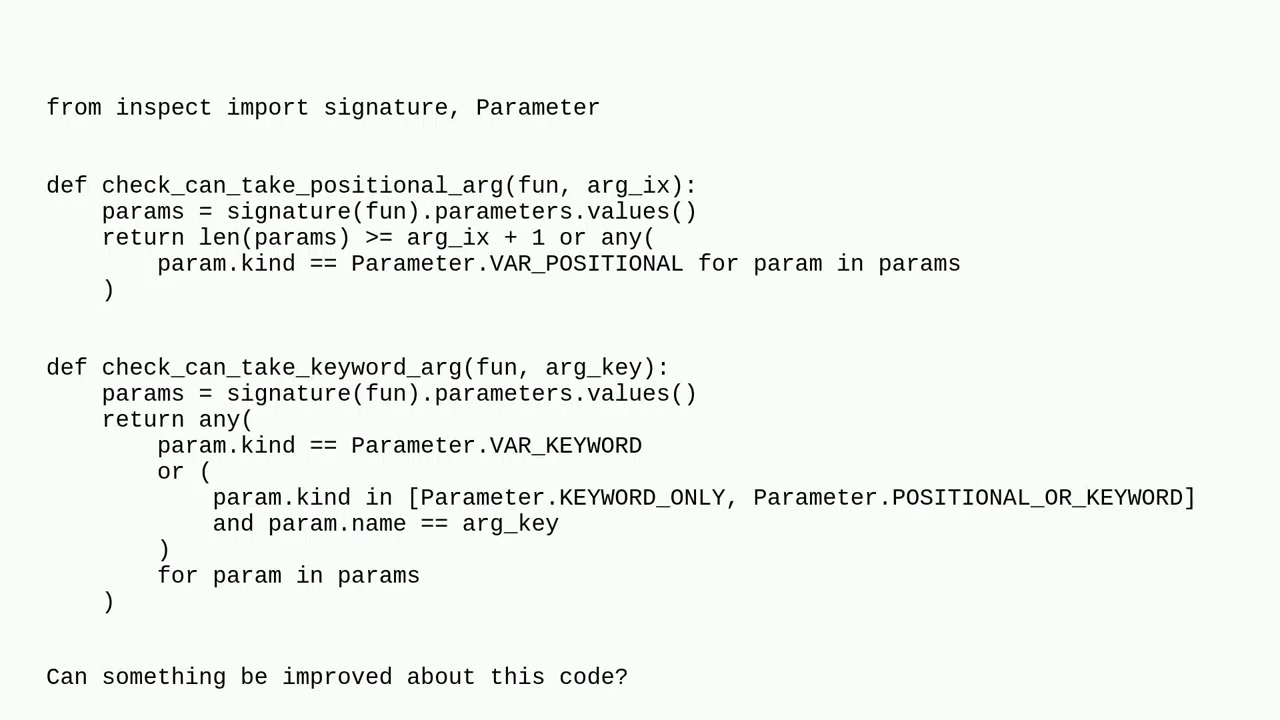 from inspect import signature, Parameter
def check_can_take_positional_arg(fun, arg_ix):
    params = signature(fun).parameters.values()
    return len(params) >= arg_ix + 1 or any(
        param.kind == Parameter.VAR_POSITIONAL for param in params
    )
def check_can_take_keyword_arg(fun, arg_key):
    params = signature(fun).parameters.values()
    return any(
        param.kind == Parameter.VAR_KEYWORD
        or (
            param.kind in [Parameter.KEYWORD_ONLY, Parameter.POSITIONAL_OR_KEYWORD]
            and param.name == arg_key
        )
        for param in params
    )
Can something be improved about this code?